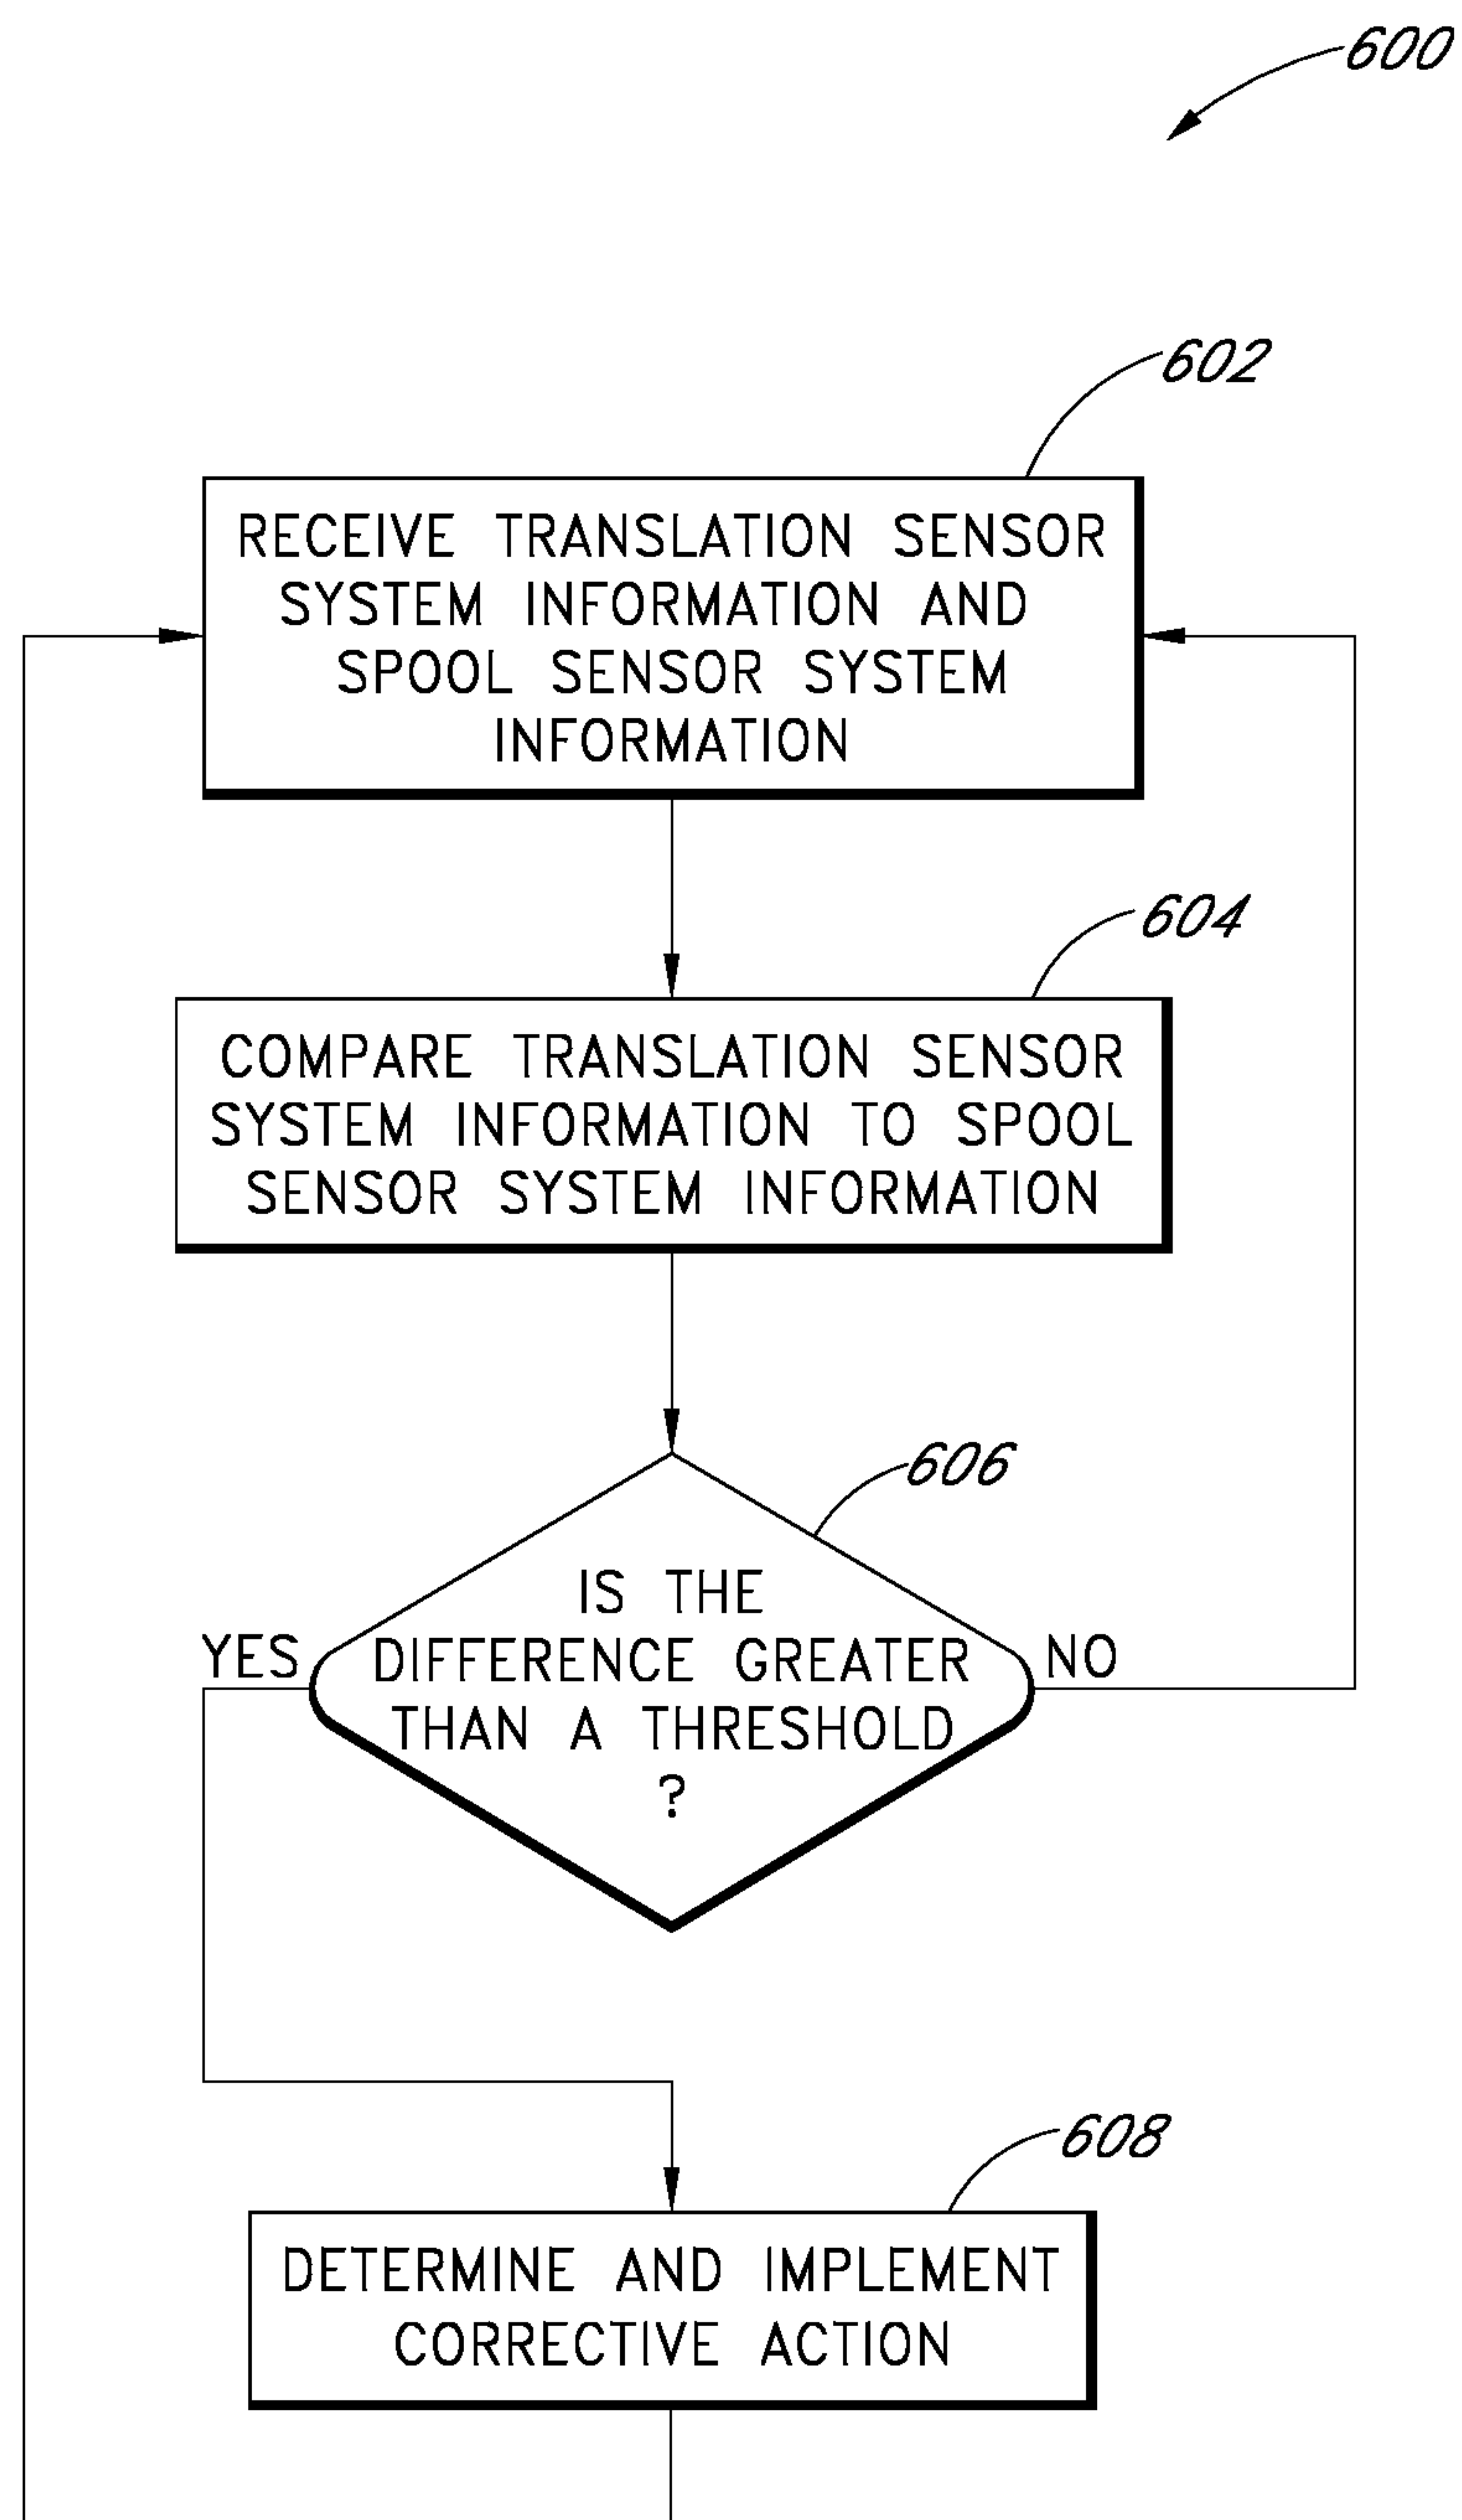 600
602
RECEIVE TRANSLATION SENSOR
SYSTEM INFORMATION AND
SPOOL SENSOR SYSTEM
INFORMATION
604
COMPARE TRANSLATION SENSOR
SYSTEM INFORMATION TO SPOOL
SENSOR SYSTEM INFORMATION
606
IS THE
YES DIFFERENCE GREATER NO
THAN A THRESHOLD
?
608
DETERMINE AND IMPLEMENT
CORRECTIVE ACTION